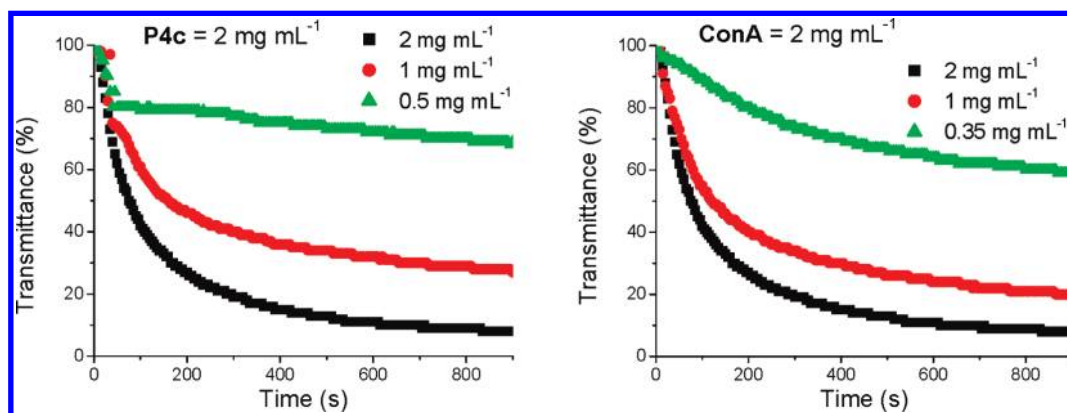 P4c = 2 mg mL⁻¹
2 mg mL⁻¹
1 mg mL⁻¹
0.5 mg mL⁻¹
Transmittance (%)
100
80
60
40
20
0
0 200 400 600 800
Time (s)
ConA = 2 mg mL⁻¹
2 mg mL⁻¹
1 mg mL⁻¹
0.35 mg mL⁻¹
Transmittance (%)
100
80
60
40
20
0
0 200 400 600 800
Time (s)